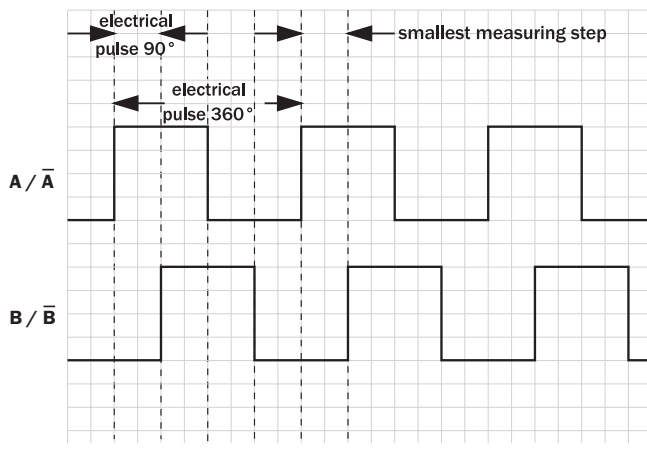 electrical
pulse 90°
smallest measuring step
electrical
pulse 360°
A / A̅
B / B̅